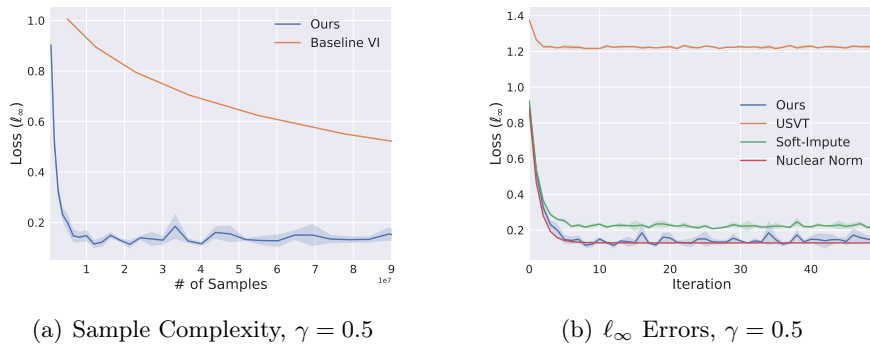 1.0
0.8
0.6
0.4
0.2
Loss (ℓ∞)
Ours
Baseline VI
1 2 3 4 5 6 7 8 9
1e7
# of Samples
(a) Sample Complexity, γ = 0.5
1.4
1.2
1.0
0.8
0.6
0.4
0.2
Loss (ℓ∞)
Ours
USVT
Soft-Impute
Nuclear Norm
0 10 20 30 40
Iteration
(b) ℓ∞ Errors, γ = 0.5